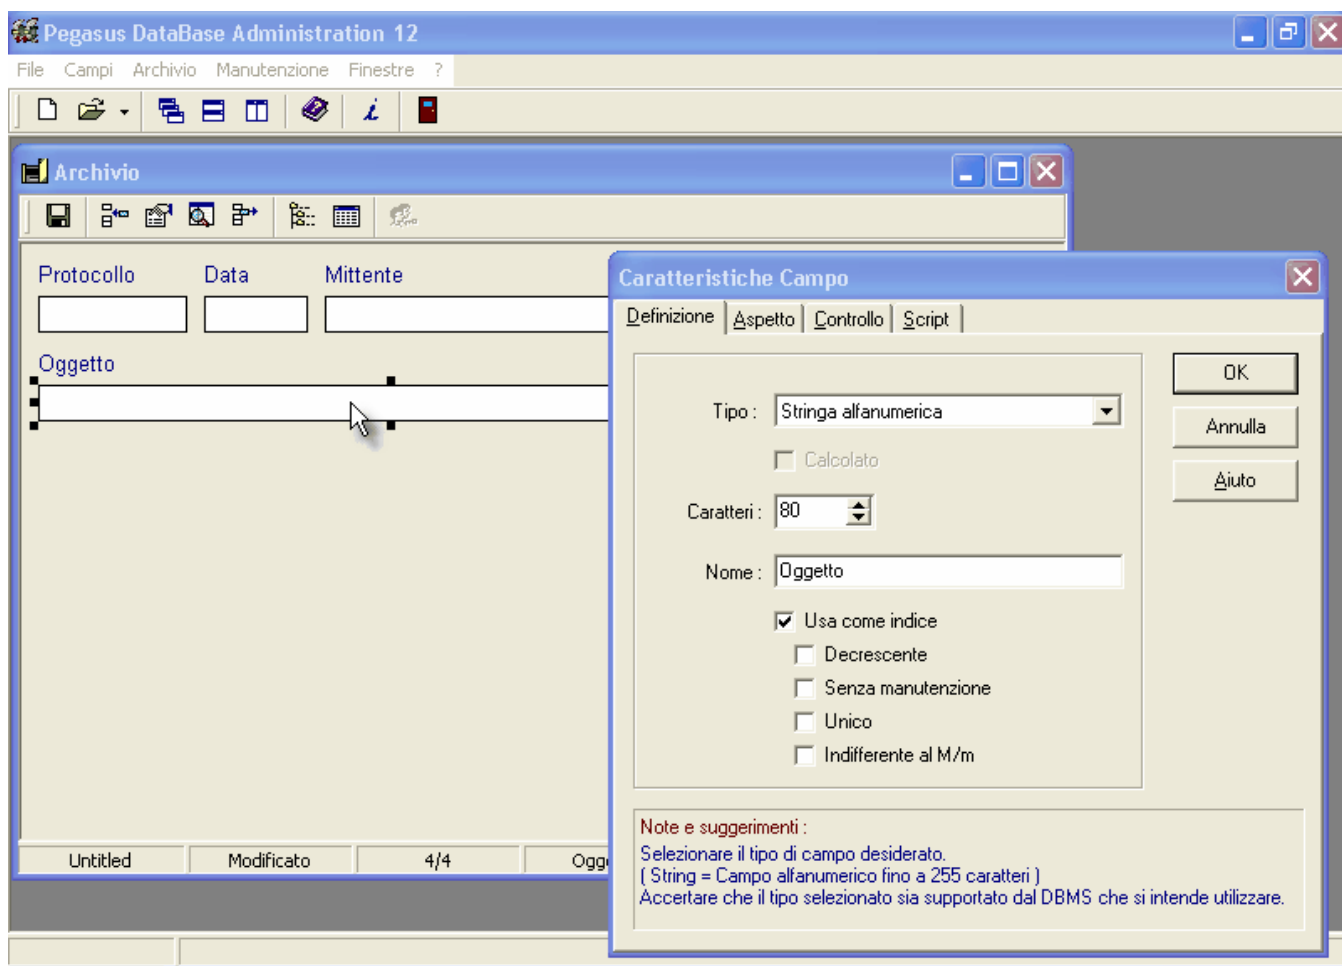 Pegasus DataBase Administration 12
File Campi Archivio Manutenzione Finestre ?
Archivio
Protocollo Data Mittente
Oggetto
Untitled Modificato 4/4
Caratteristiche Campo
Definizione Aspetto Controllo Script
Tipo : Stringa alfanumerica
Calcolato
Caratteri : 80
Nome : Oggetto
Usa come indice
Decrescente
Senza manutenzione
Unico
Indifferente al M/m
OK
Annulla
Aiuto
Note e suggerimenti :
Selezionare il tipo di campo desiderato.
( String = Campo alfanumerico fino a 255 caratteri )
Accertare che il tipo selezionato sia supportato dal DBMS che si intende utilizzare.